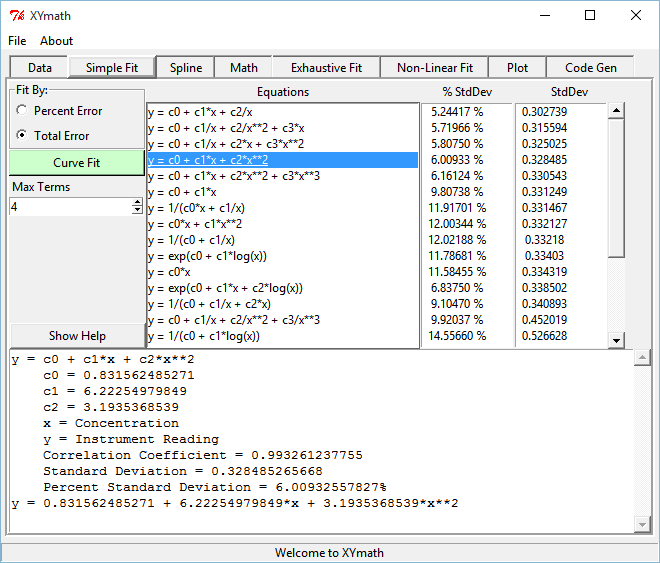 XYmath
File About
Data Simple Fit Spline Math Exhaustive Fit Non-Linear Fit Plot Code Gen
Fit By: Equations % StdDev StdDev
Percent Error
Total Error
Curve Fit
Max Terms
4
Show Help
y = c0 + c1*x + c2/x 5.24417 % 0.302739
y = c0 + c1/x + c2/x**2 + c3*x 5.71966 % 0.315594
y = c0 + c1/x + c2*x + c3*x**2 5.80750 % 0.325025
y = c0 + c1*x + c2*x**2 6.00933 % 0.328485
y = c0 + c1*x + c2*x**2 + c3*x**3 6.16124 % 0.330543
y = c0 + c1*x 9.80738 % 0.331249
y = 1/(c0*x + c1/x) 11.91701 % 0.331467
y = c0*x + c1*x**2 12.00344 % 0.332127
y = 1/(c0 + c1/x) 12.02188 % 0.33218
y = exp(c0 + c1*log(x)) 11.78681 % 0.33403
y = c0*x 11.58455 % 0.334319
y = exp(c0 + c1*x + c2*log(x)) 6.83750 % 0.338502
y = 1/(c0 + c1/x + c2*x) 9.10470 % 0.340893
y = c0 + c1/x + c2/x**2 + c3/x**3 9.92037 % 0.452019
y = 1/(c0 + c1*log(x)) 14.55660 % 0.526628
y = c0 + c1*x + c2*x**2
c0 = 0.831562485271
c1 = 6.22254979849
c2 = 3.1935368539
x = Concentration
y = Instrument Reading
Correlation Coefficient = 0.993261237755
Standard Deviation = 0.328485265668
Percent Standard Deviation = 6.00932557827%
y = 0.831562485271 + 6.22254979849*x + 3.1935368539*x**2
Welcome to XYmath